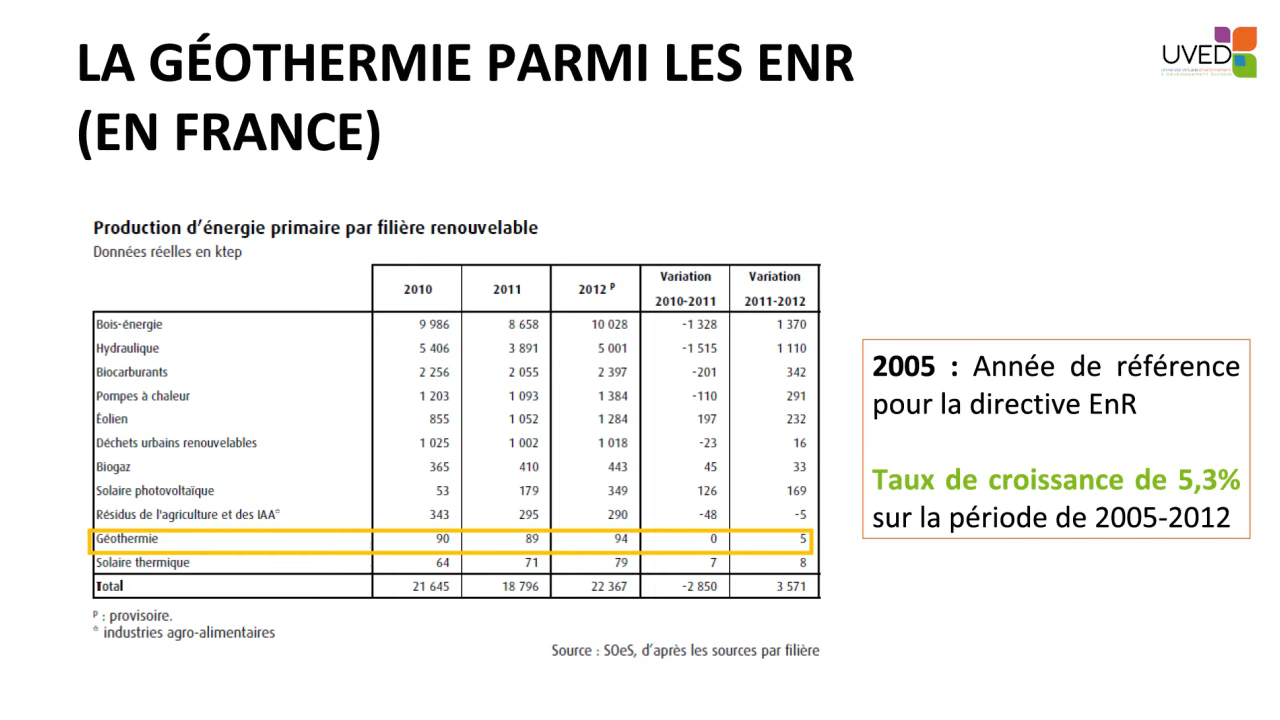 LA GÉOTHERMIE PARMI LES ENR
(EN FRANCE)
UVED
Production d'énergie primaire par filière renouvelable
Données réelles en ktep
2010 2011 2012 p Variation 2010-2011 Variation 2011-2012
Bois-énergie 9 986 8 658 10 028 -1 328 1 370
Hydraulique 5 406 3 891 5 001 -1 515 1 110
Biocarburants 2 256 2 055 2 397 -201 342
Pompes à chaleur 1 203 1 093 1 384 -110 291
Éolien 855 1 052 1 284 197 232
Déchets urbains renouvelables 1 025 1 002 1 018 -23 16
Biogaz 365 410 443 45 33
Solaire photovoltaïque 53 179 349 126 169
Résidus de l'agriculture et des IAA* 343 295 290 -48 -5
Géothermie 90 89 94 0 5
Solaire thermique 64 71 79 7 8
Total 21 645 18 796 22 367 -2 850 3 571
p : provisoire.
* industries agro-alimentaires
Source : SOeS, d'après les sources par filière
2005 : Année de référence
pour la directive EnR
Taux de croissance de 5,3%
sur la période de 2005-2012